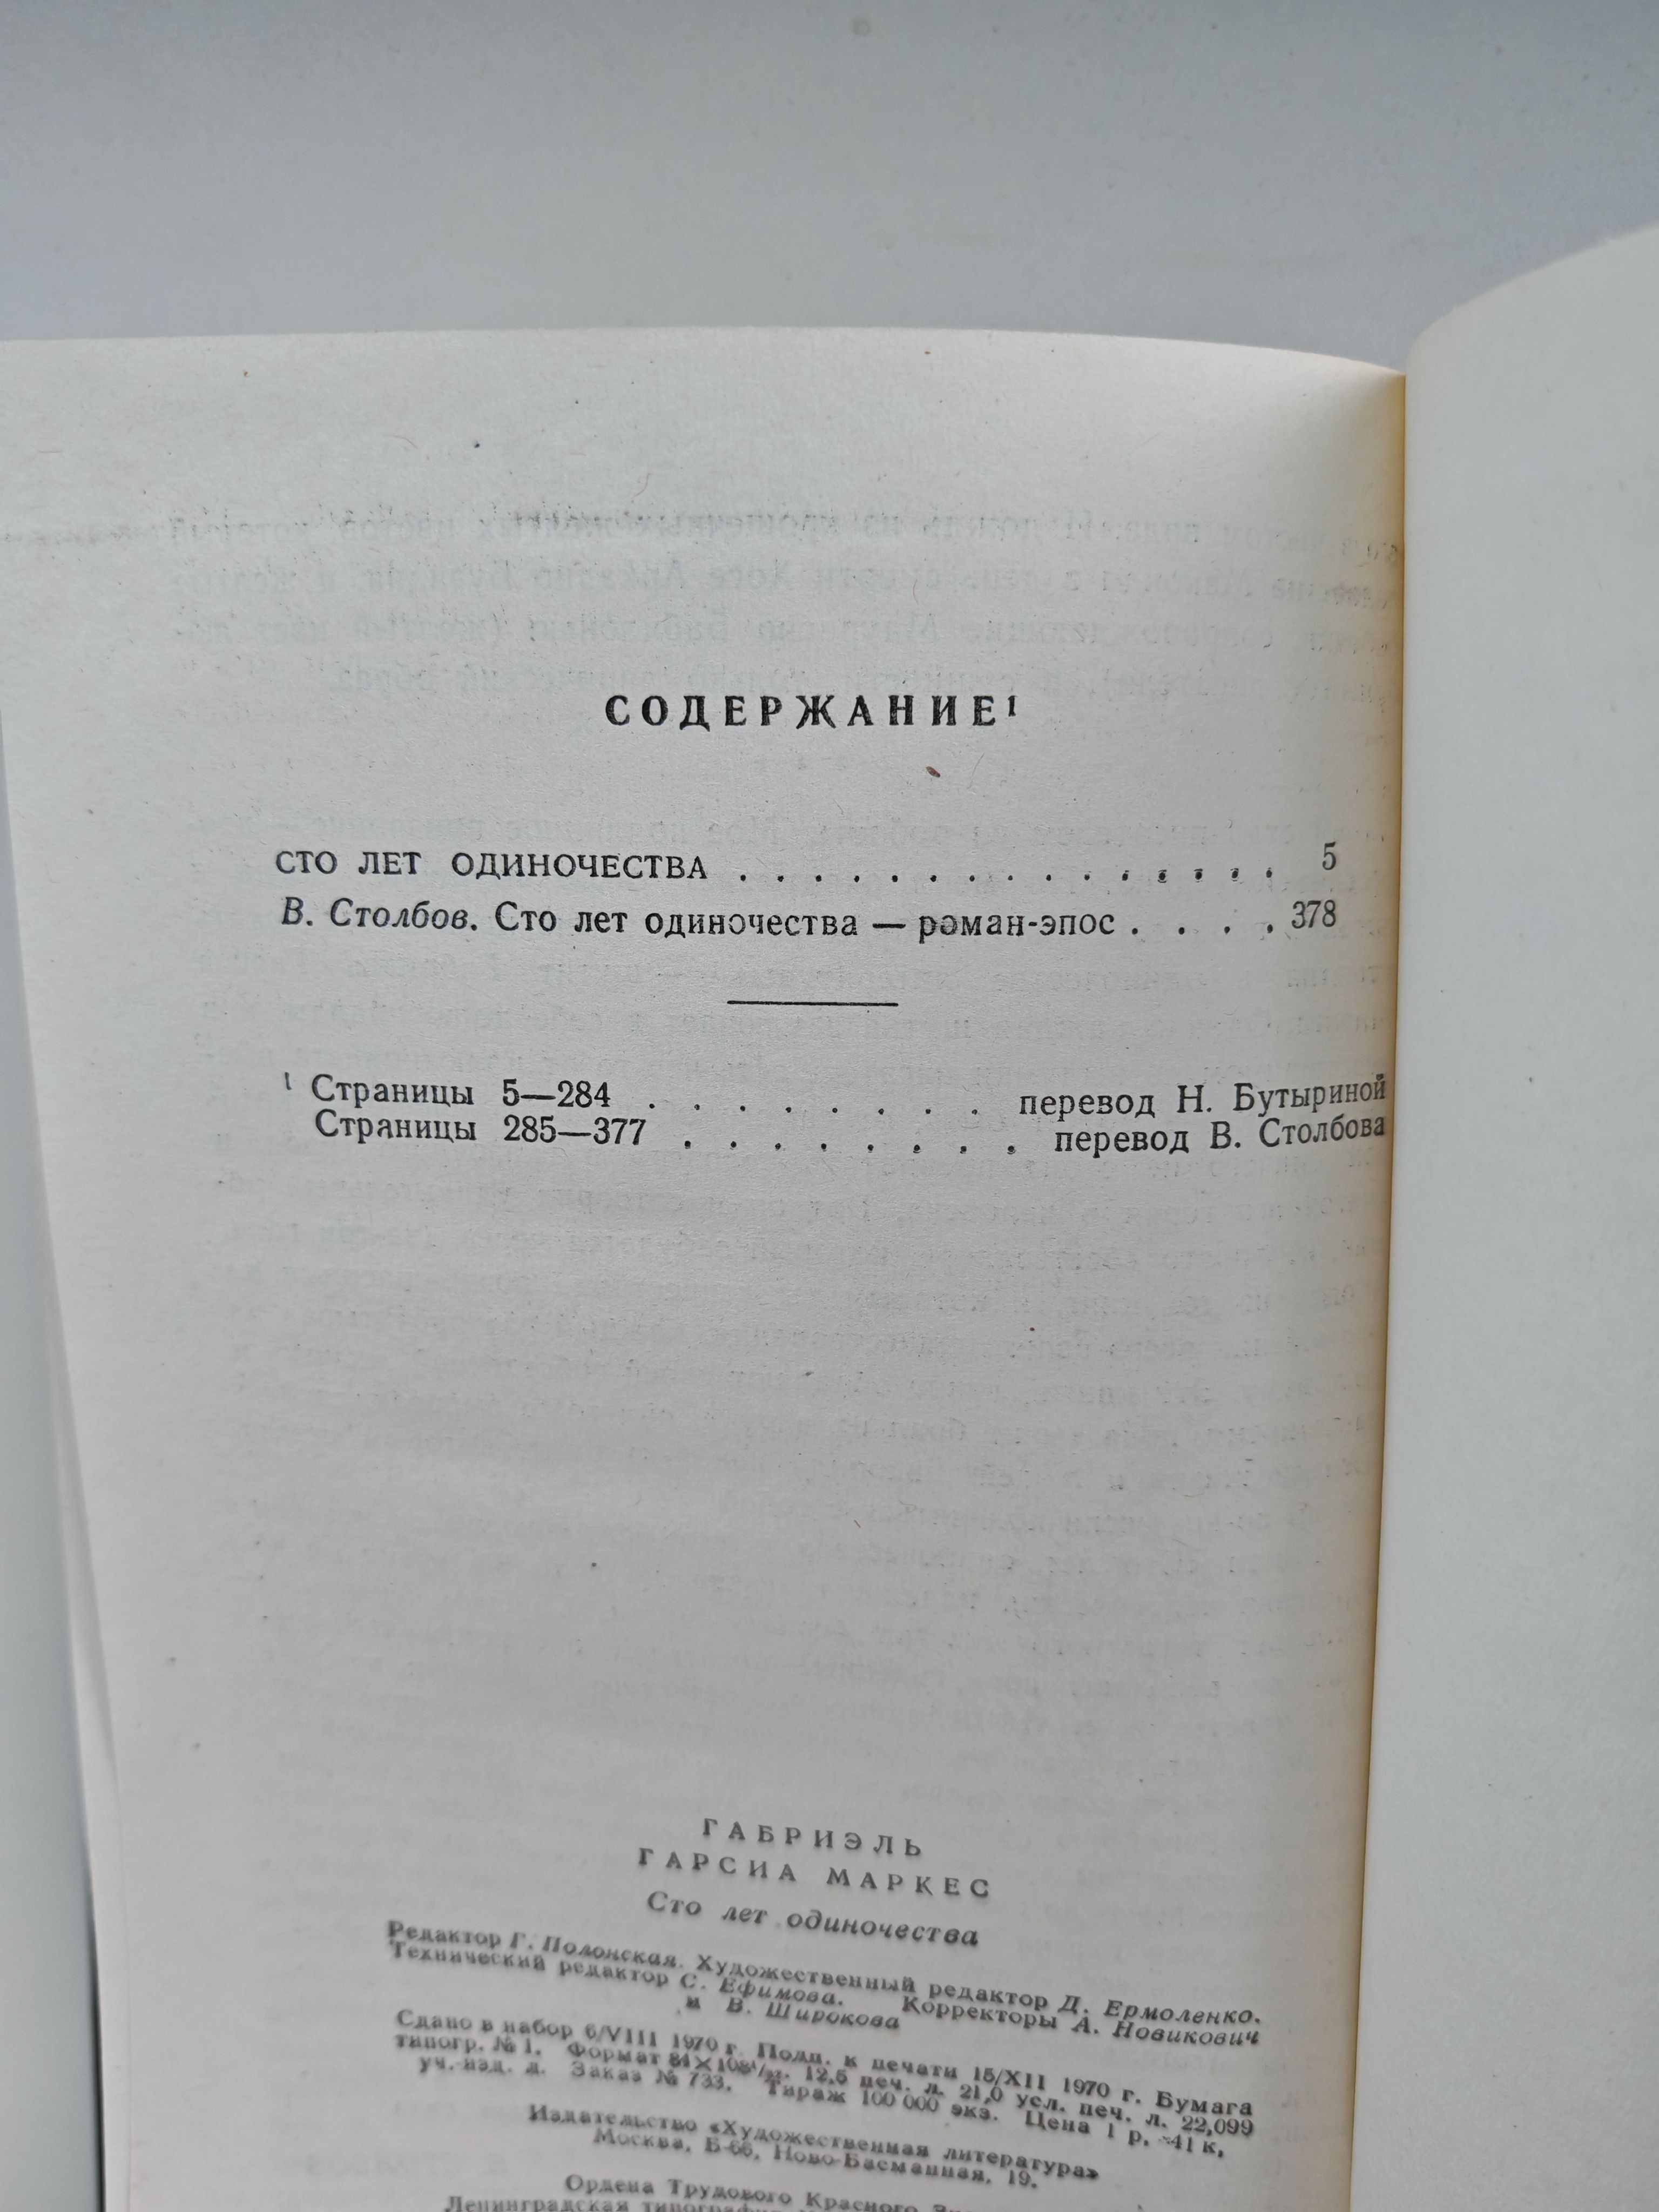 СОДЕРЖАНИЕ¹
СТО ЛЕТ ОДИНОЧЕСТВА . . . . . . . . . . . . . . . 5
В. Столбов. Сто лет одиночества — роман-эпос . . . . 378
¹ Страницы 5—284 . . . . . . . . перевод Н. Бутыриной
Страницы 285—377 . . . . . . . . перевод В. Столбова
ГАБРИЭЛЬ
ГАРСИА МАРКЕС
Сто лет одиночества
Редактор Г. Полонская. Художественный редактор Д. Ермоленко.
Технический редактор С. Ефимова. Корректоры А. Новикович
и В. Широкова
Сдано в набор 6/VIII 1970 г. Подп. к печати 15/XII 1970 г. Бумага
типогр. № 1. Формат 84×108¹/₃₂. 12,5 печ. л. 21,0 усл. печ. л. 22,099
уч.-изд. л. Заказ № 733. Тираж 100 000 экз. Цена 1 р. 41 к.
Издательство «Художественная литература»
Москва, Б-66, Ново-Басманная, 19.
Ордена Трудового Красного
Ленинградская